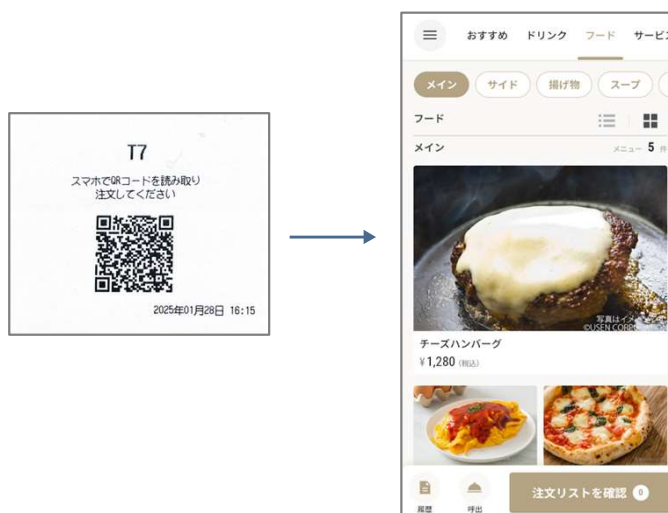 T7
スマホでQRコードを読み取り
注文してください
2025年01月28日 16:15
おすすめ ドリンク フード サービス
メイン サイド 揚げ物 スープ
フード
メイン
メニュー 5 件
写真はイメ
©USEN CORP
チーズハンバーグ
¥1,280 (税込)
履歴 呼出 注文リストを確認 0